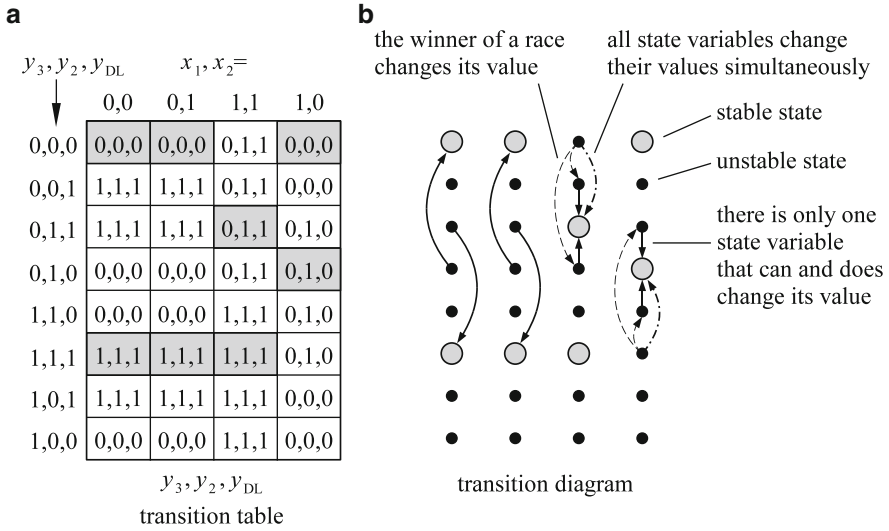 a
y3, y2, yDL
x1, x2=
0,0 0,1 1,1 1,0
0,0,0 0,0,0 0,0,0 0,1,1 0,0,0
0,0,1 1,1,1 1,1,1 0,1,1 0,0,0
0,1,1 1,1,1 1,1,1 0,1,1 0,1,0
0,1,0 0,0,0 0,0,0 0,1,1 0,1,0
1,1,0 0,0,0 0,0,0 1,1,1 0,1,0
1,1,1 1,1,1 1,1,1 1,1,1 0,1,0
1,0,1 1,1,1 1,1,1 1,1,1 0,0,0
1,0,0 0,0,0 0,0,0 1,1,1 0,0,0
y3, y2, yDL
transition table
b
the winner of a race
changes its value
all state variables change
their values simultaneously
stable state
unstable state
there is only one
state variable
that can and does
change its value
transition diagram